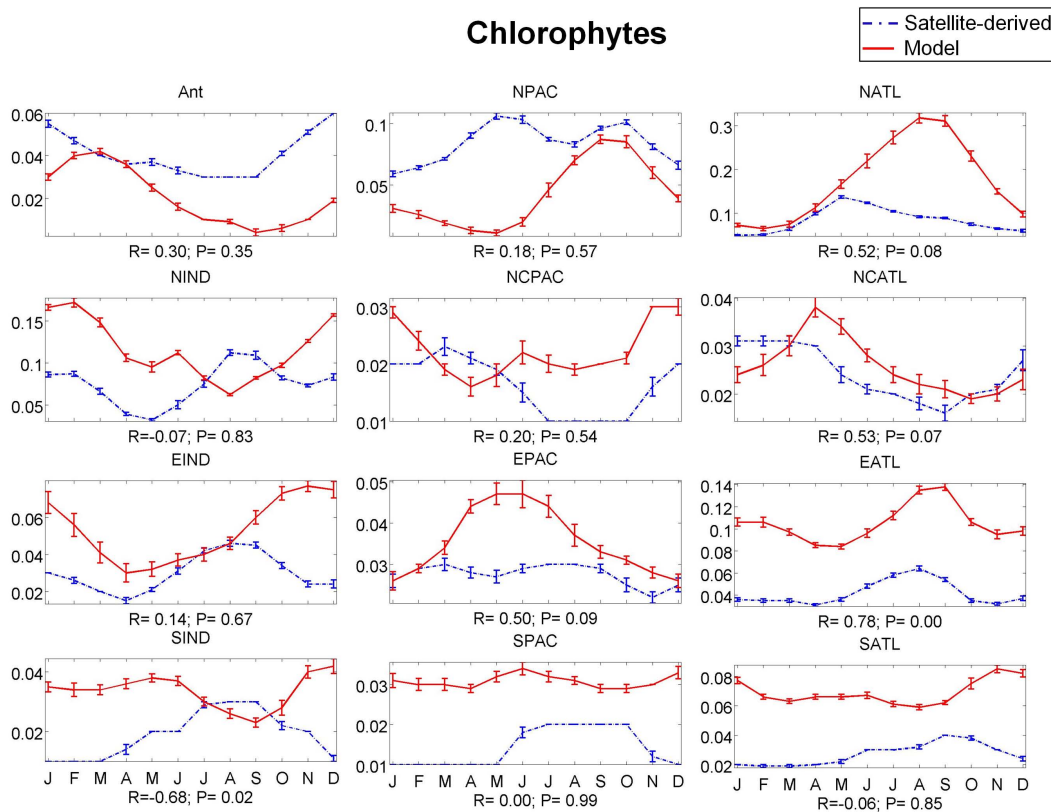 Chlorophytes
Satellite-derived
Model
Ant
NPAC
NATL
0.06
0.04
0.02
0.1
0.05
0.3
0.2
0.1
R= 0.30; P= 0.35
R= 0.18; P= 0.57
R= 0.52; P= 0.08
NIND
NCPAC
NCATL
0.15
0.1
0.05
0.03
0.02
0.01
0.04
0.03
0.02
R=-0.07; P= 0.83
R= 0.20; P= 0.54
R= 0.53; P= 0.07
EIND
EPAC
EATL
0.06
0.04
0.02
0.05
0.04
0.03
0.14
0.12
0.1
0.08
0.06
0.04
R= 0.14; P= 0.67
R= 0.50; P= 0.09
R= 0.78; P= 0.00
SIND
SPAC
SATL
0.04
0.02
0.03
0.02
0.01
0.08
0.06
0.04
0.02
J F M A M J J A S O N D
J F M A M J J A S O N D
J F M A M J J A S O N D
R=-0.68; P= 0.02
R= 0.00; P= 0.99
R=-0.06; P= 0.85